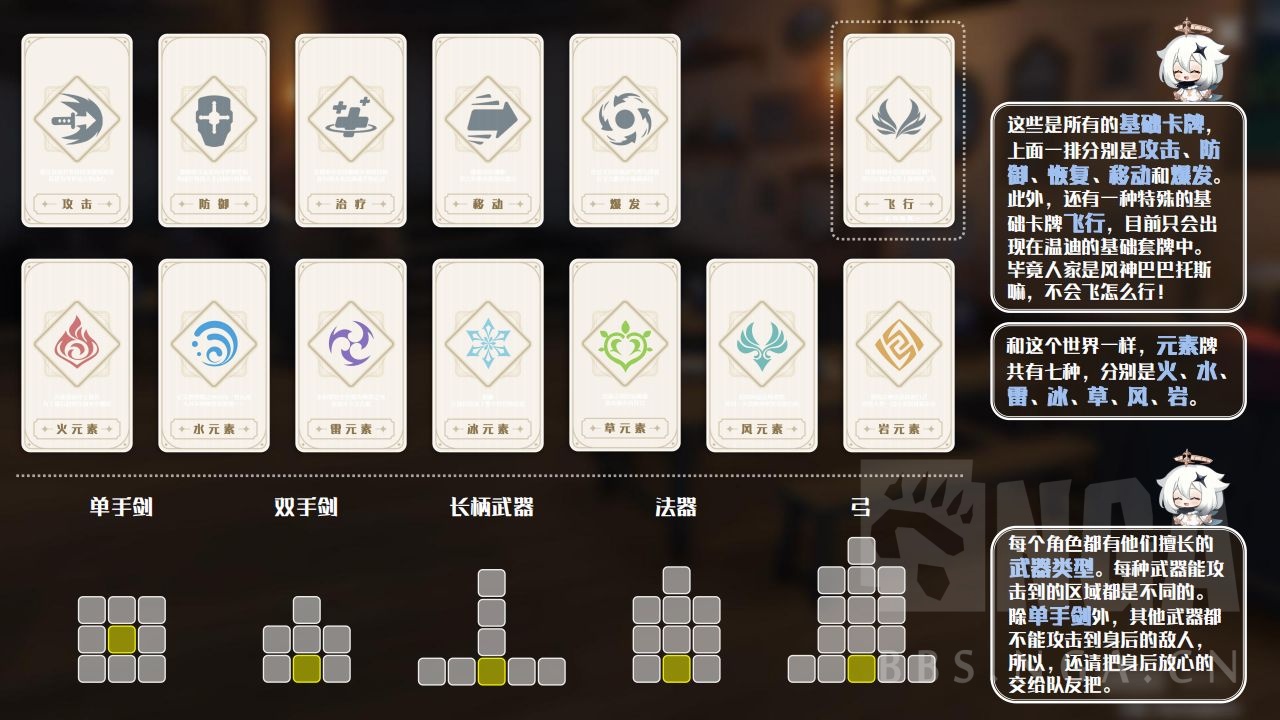 攻击
防御
治疗
移动
爆发
飞行
这些是所有的基础卡牌,
上面一排分别是攻击、防
御、恢复、移动和爆发。
此外,还有一种特殊的基
础卡牌飞行,目前只会出
现在温迪的基础套牌中。
毕竟人家是风神巴巴托斯
嘛,不会飞怎么行!
火元素
水元素
雷元素
冰元素
草元素
风元素
岩元素
和这个世界一样,元素牌
共有七种,分别是火、水、
雷、冰、草、风、岩。
单手剑
双手剑
长柄武器
法器
弓
每个角色都有他们擅长的
武器类型。每种武器能攻
击到的区域都是不同的。
除单手剑外,其他武器都
不能攻击到身后的敌人,
所以,还请把身后放心的
交给队友把。
NGA
BBS.NGA.CN